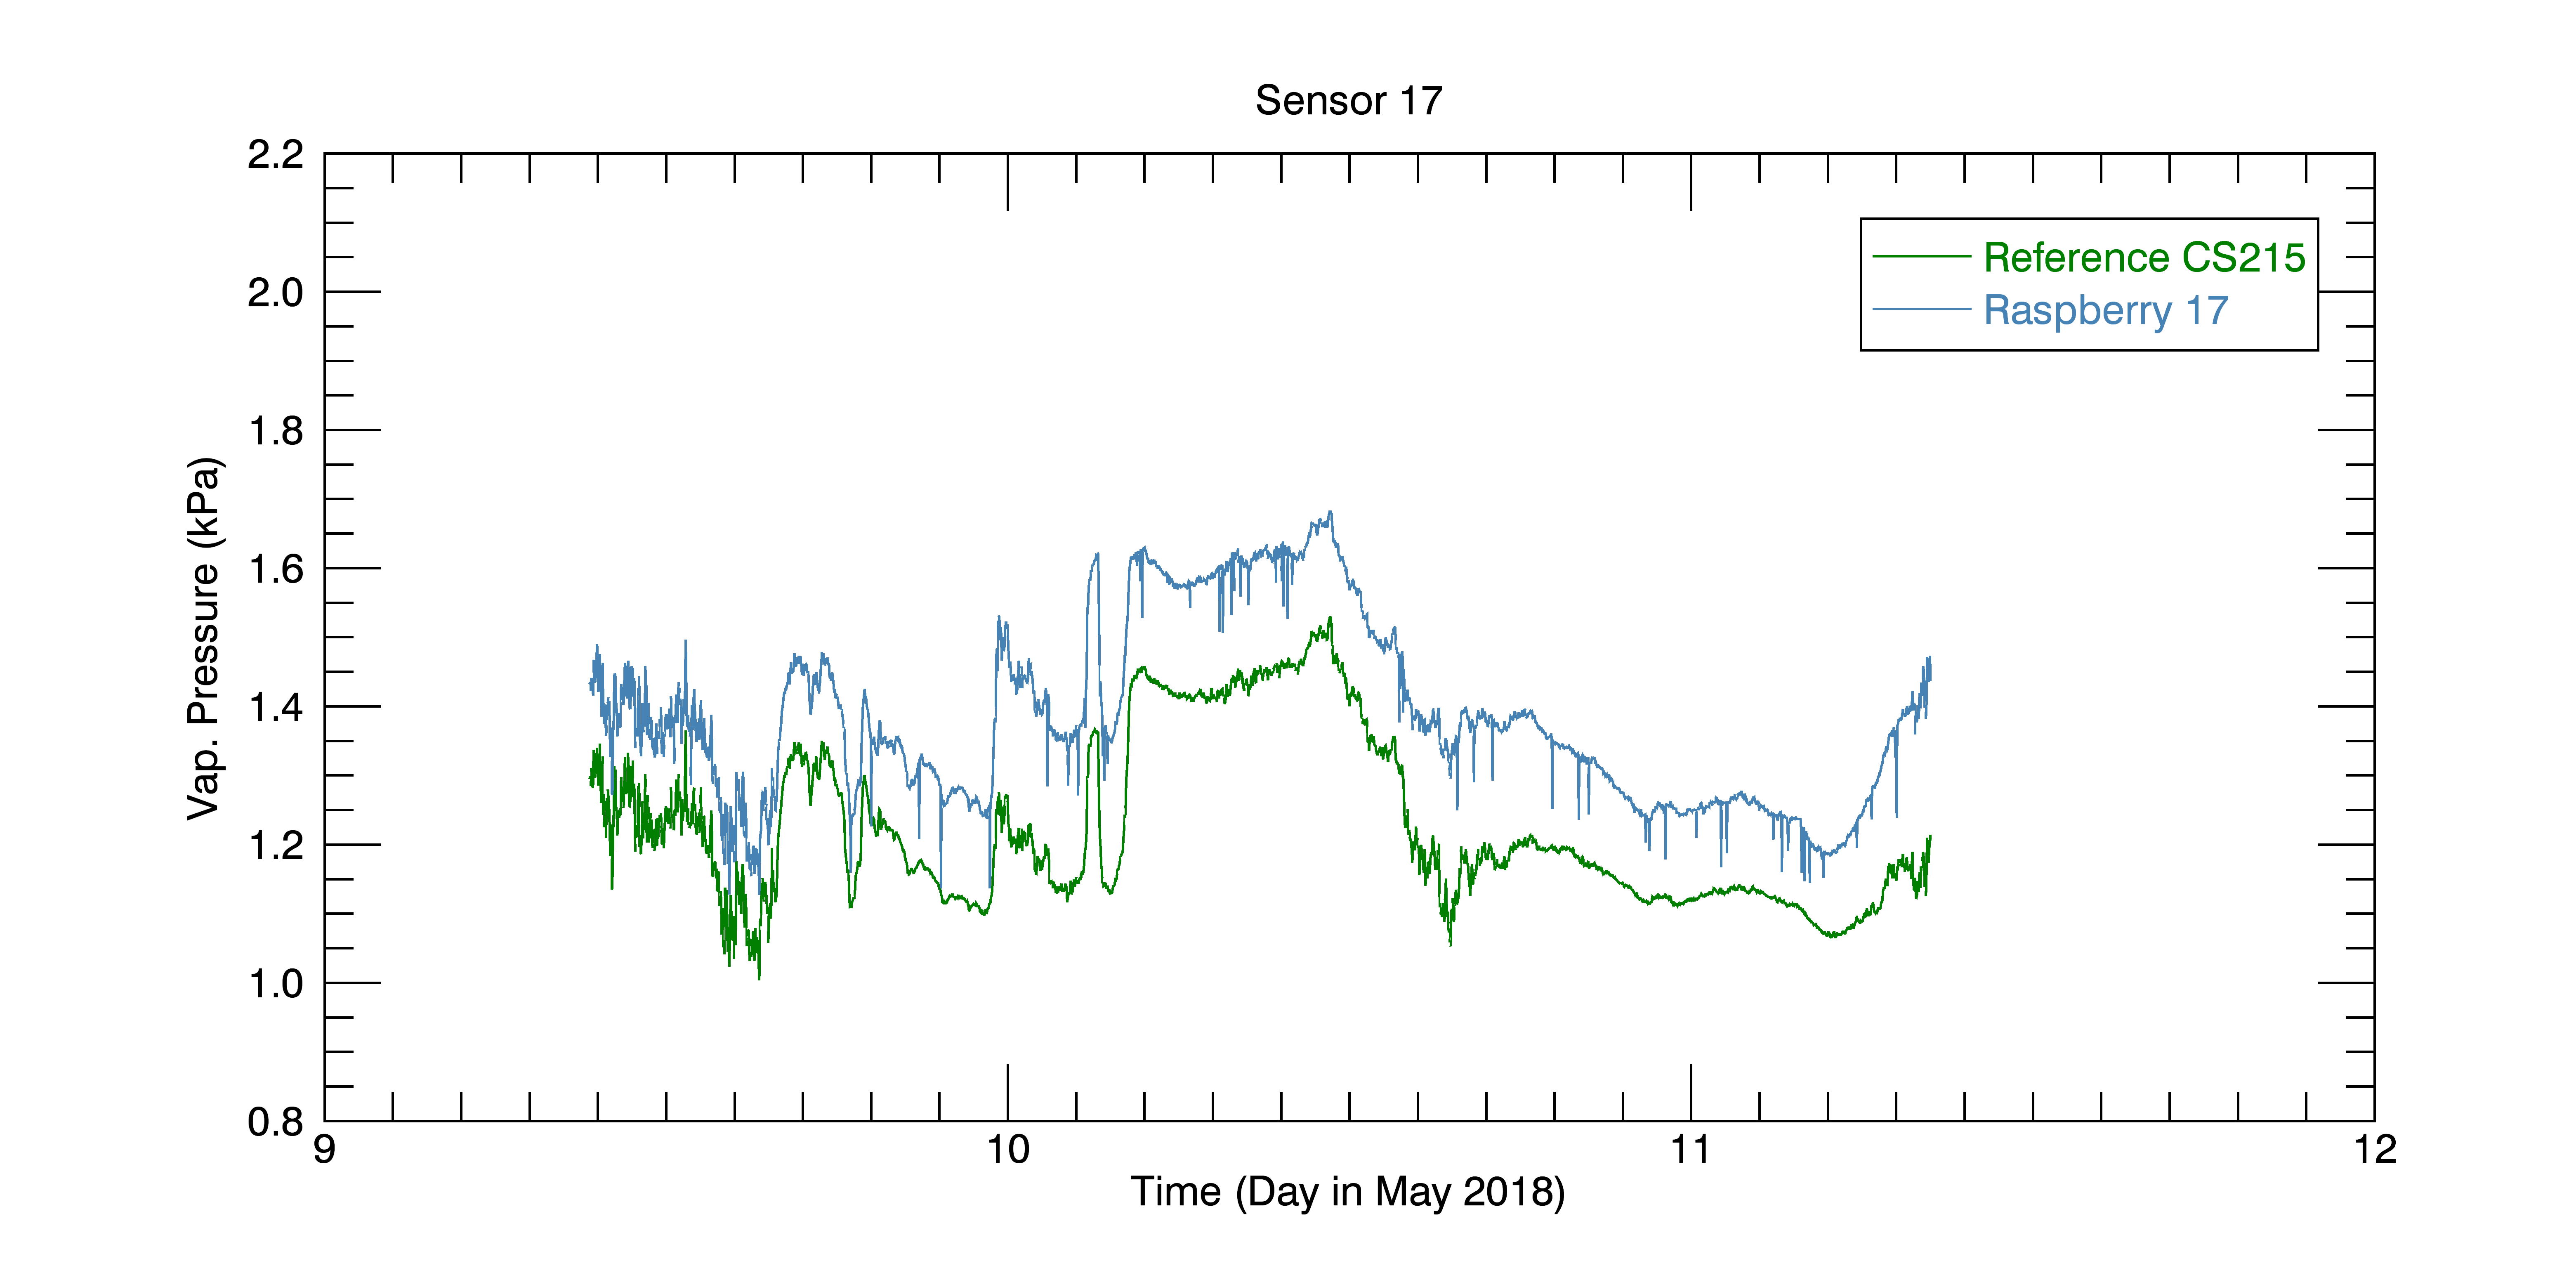 Sensor 17
2.2
2.0
1.8
1.6
1.4
1.2
1.0
0.8
Vap. Pressure (kPa)
Reference CS215
Raspberry 17
9
10
11
12
Time (Day in May 2018)